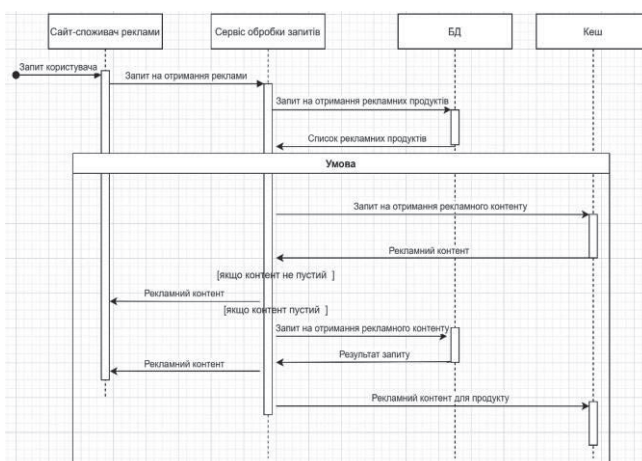 Сайт-споживач реклами
Сервіс обробки запитів
БД
Кеш
Запит користувача
Запит на отримання реклами
Запит на отримання рекламних продуктів
Список рекламних продуктів
Умова
Запит на отримання рекламного контенту
Рекламний контент
[якщо контент не пустий ]
Рекламний контент
[якщо контент пустий ]
Запит на отримання рекламного контенту
Результат запиту
Рекламний контент
Рекламний контент для продукту